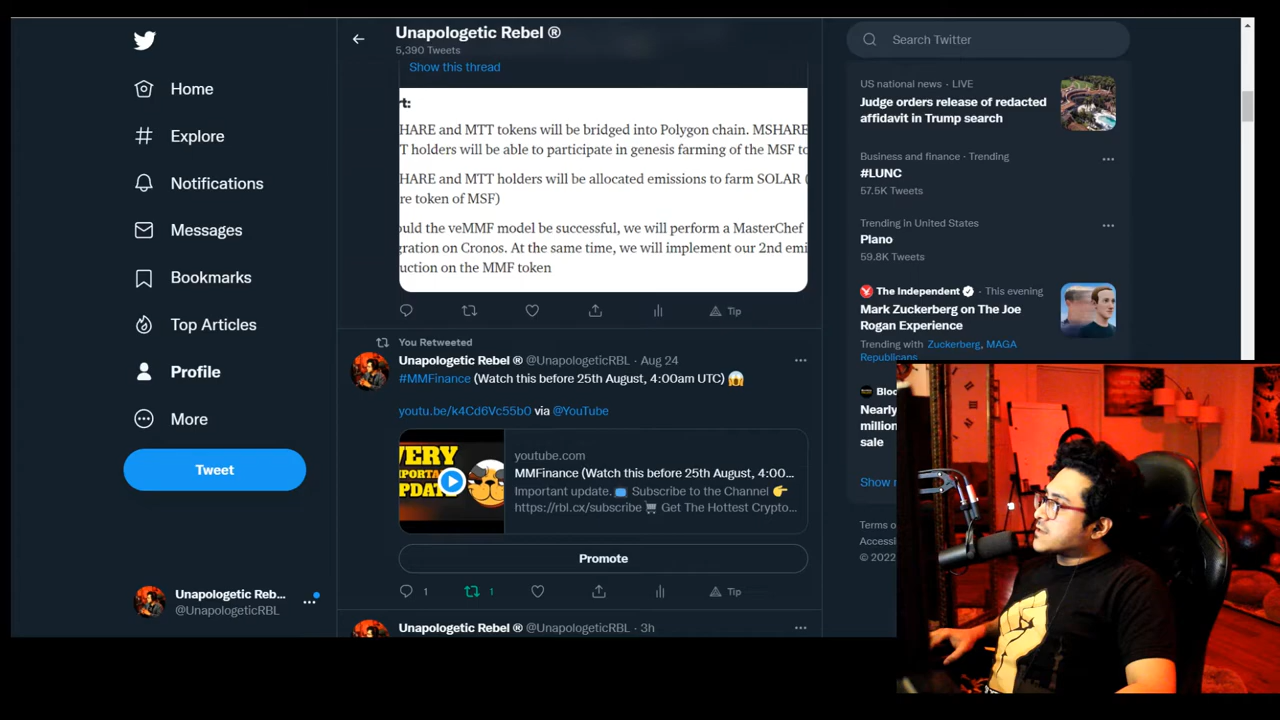 Home
Explore
Notifications
Messages
Bookmarks
Top Articles
Profile
More
Tweet
Unapologetic Reb...
@UnapologeticRBL
Unapologetic Rebel ®
5,390 Tweets
Show this thread
rt:
HARE and MTT tokens will be bridged into Polygon chain. MSHARE
T holders will be able to participate in genesis farming of the MSF to
HARE and MTT holders will be allocated emissions to farm SOLAR (
re token of MSF)
ould the veMMF model be successful, we will perform a MasterChef
gration on Cronos. At the same time, we will implement our 2nd emi
uction on the MMF token
Tip
You Retweeted
Unapologetic Rebel ® @UnapologeticRBL · Aug 24
#MMFinance (Watch this before 25th August, 4:00am UTC) 😱
youtu.be/k4Cd6Vc55b0 via @YouTube
VERY
PORTA
UPDAT
youtube.com
MMFinance (Watch this before 25th August, 4:00...
Important update. 📺 Subscribe to the Channel 👉
https://rbl.cx/subscribe 🛒 Get The Hottest Crypto...
Promote
1
1
Tip
Unapologetic Rebel ® @UnapologeticRBL · 3h
Search Twitter
US national news · LIVE
Judge orders release of redacted
affidavit in Trump search
Business and finance · Trending
#LUNC
57.5K Tweets
Trending in United States
Plano
59.8K Tweets
The Independent · This evening
Mark Zuckerberg on The Joe
Rogan Experience
Trending with Zuckerberg, MAGA
Republicans
Bloo
Nearly
million
sale
Show
Terms o
Accessi
© 2022